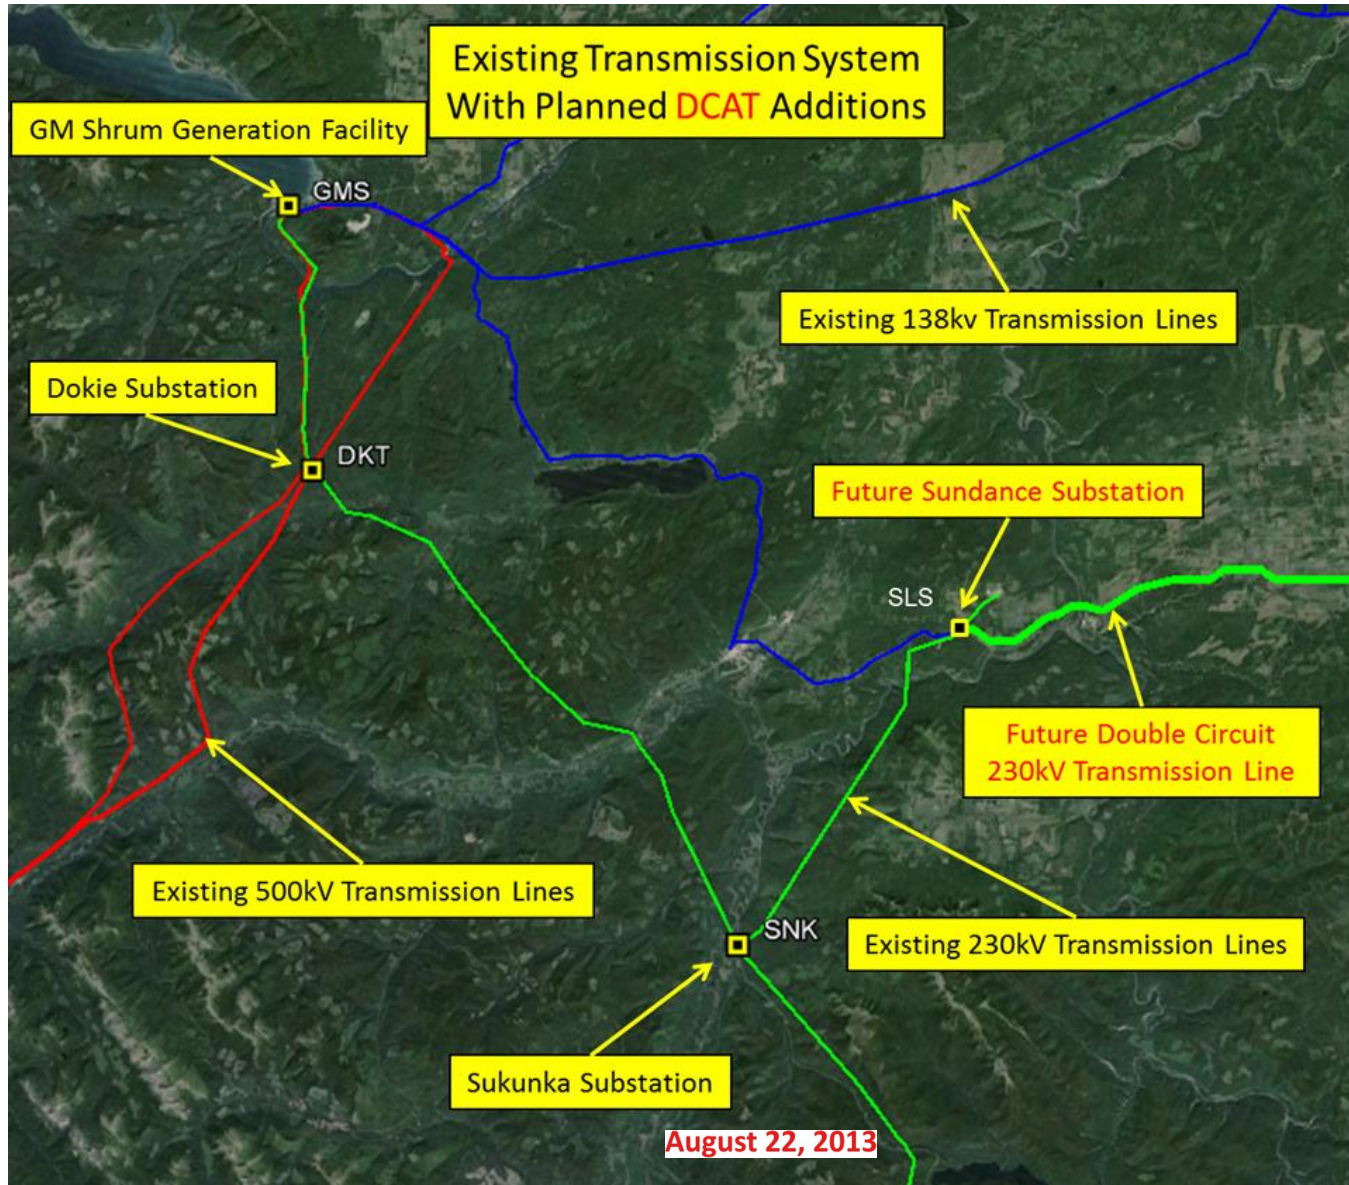 Existing Transmission System
With Planned DCAT Additions
GM Shrum Generation Facility
GMS
Existing 138kv Transmission Lines
Dokie Substation
DKT
Future Sundance Substation
SLS
Future Double Circuit
230kV Transmission Line
Existing 500kV Transmission Lines
SNK
Existing 230kV Transmission Lines
Sukunka Substation
August 22, 2013